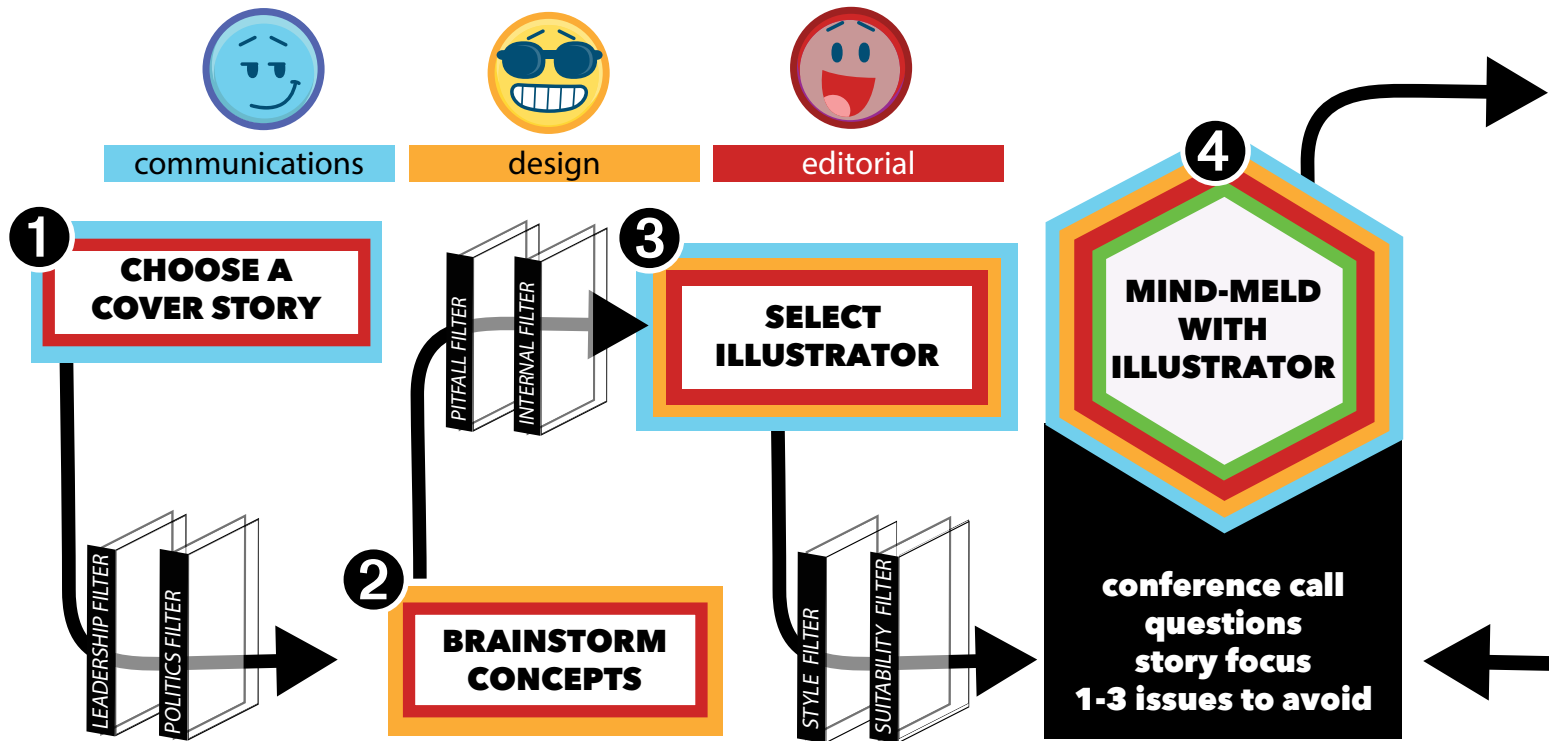 communications
design
editorial
1
CHOOSE A
COVER STORY
LEADERSHIP FILTER
POLITICS FILTER
2
BRAINSTORM
CONCEPTS
PITFALL FILTER
INTERNAL FILTER
3
SELECT
ILLUSTRATOR
STYLE FILTER
SUITABILITY FILTER
4
MIND-MELD
WITH
ILLUSTRATOR
conference call
questions
story focus
1-3 issues to avoid